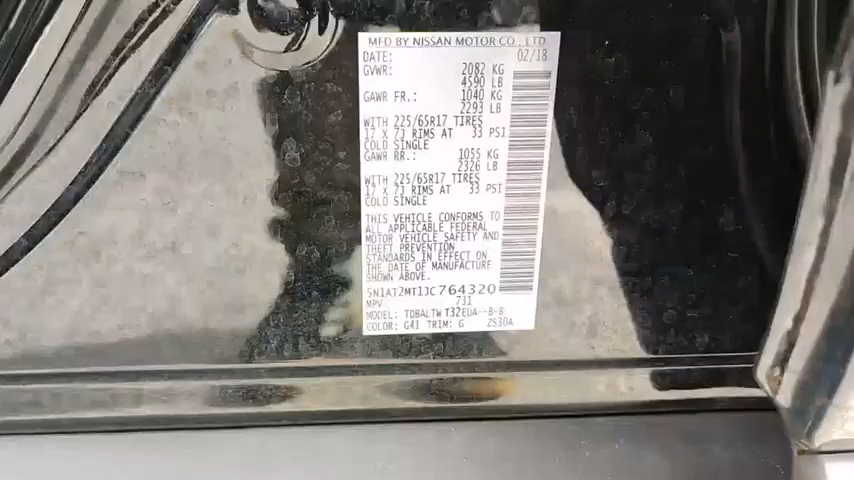 MFD BY NISSAN MOTOR CO., LTD
DATE: 02/18
GVWR: 2082 KG
4590 LB
GAWR FR.: 1040 KG
2293 LB
WITH 225/65R17 TIRES
17 X 7J RIMS AT 33 PSI
COLD SINGLE
GAWR RR.: 1055 KG
2326 LB
WITH 225/65R17 TIRES
17 X 7J RIMS AT 33 PSI
COLD SINGLE
THIS VEHICLE CONFORMS TO
ALL APPLICABLE FEDERAL
MOTOR VEHICLE SAFETY AND
THEFT PREVENTION
STANDARDS IN EFFECT ON
THE DATE OF MANUFACTURE
SHOWN ABOVE.
5N1AT2MT1JC764320
MPV 731
MODEL: TDBALTW T32EUA--B-B
COLOR: G41 TRIM: G